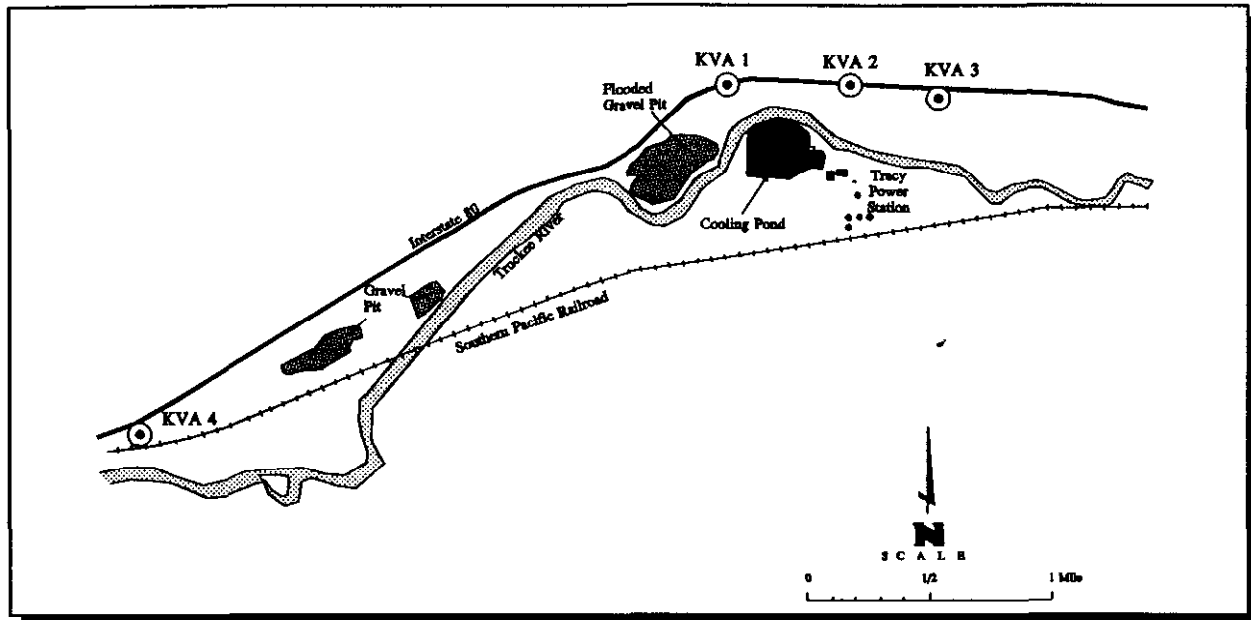 KVA 1
KVA 2
KVA 3
Flooded
Gravel Pit
Tracy
Power
Station
Cooling Pond
Interstate
Truckee River
Gravel
Pit
Southern Pacific Railroad
KVA 4
N
SCALE
0 1/2 1 Mile